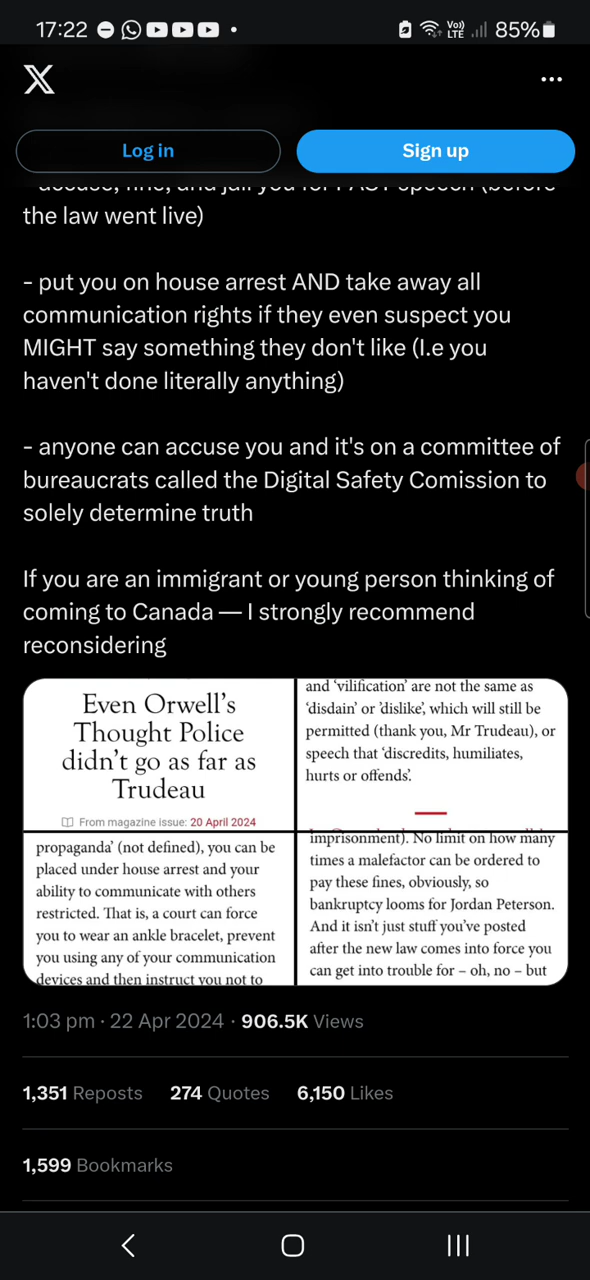 17:22
Vo))
LTE
85%
X
Log in
Sign up
the law went live)
- put you on house arrest AND take away all
communication rights if they even suspect you
MIGHT say something they don't like (I.e you
haven't done literally anything)
- anyone can accuse you and it's on a committee of
bureaucrats called the Digital Safety Comission to
solely determine truth
If you are an immigrant or young person thinking of
coming to Canada — I strongly recommend
reconsidering
Even Orwell's
Thought Police
didn't go as far as
Trudeau
From magazine issue: 20 April 2024
and 'vilification' are not the same as
'disdain' or 'dislike', which will still be
permitted (thank you, Mr Trudeau), or
speech that 'discredits, humiliates,
hurts or offends'.
propaganda' (not defined), you can be
placed under house arrest and your
ability to communicate with others
restricted. That is, a court can force
you to wear an ankle bracelet, prevent
you using any of your communication
devices and then instruct you not to
imprisonment). No limit on how many
times a malefactor can be ordered to
pay these fines, obviously, so
bankruptcy looms for Jordan Peterson.
And it isn't just stuff you've posted
after the new law comes into force you
can get into trouble for – oh, no – but
1:03 pm · 22 Apr 2024 · 906.5K Views
1,351 Reposts 274 Quotes 6,150 Likes
1,599 Bookmarks